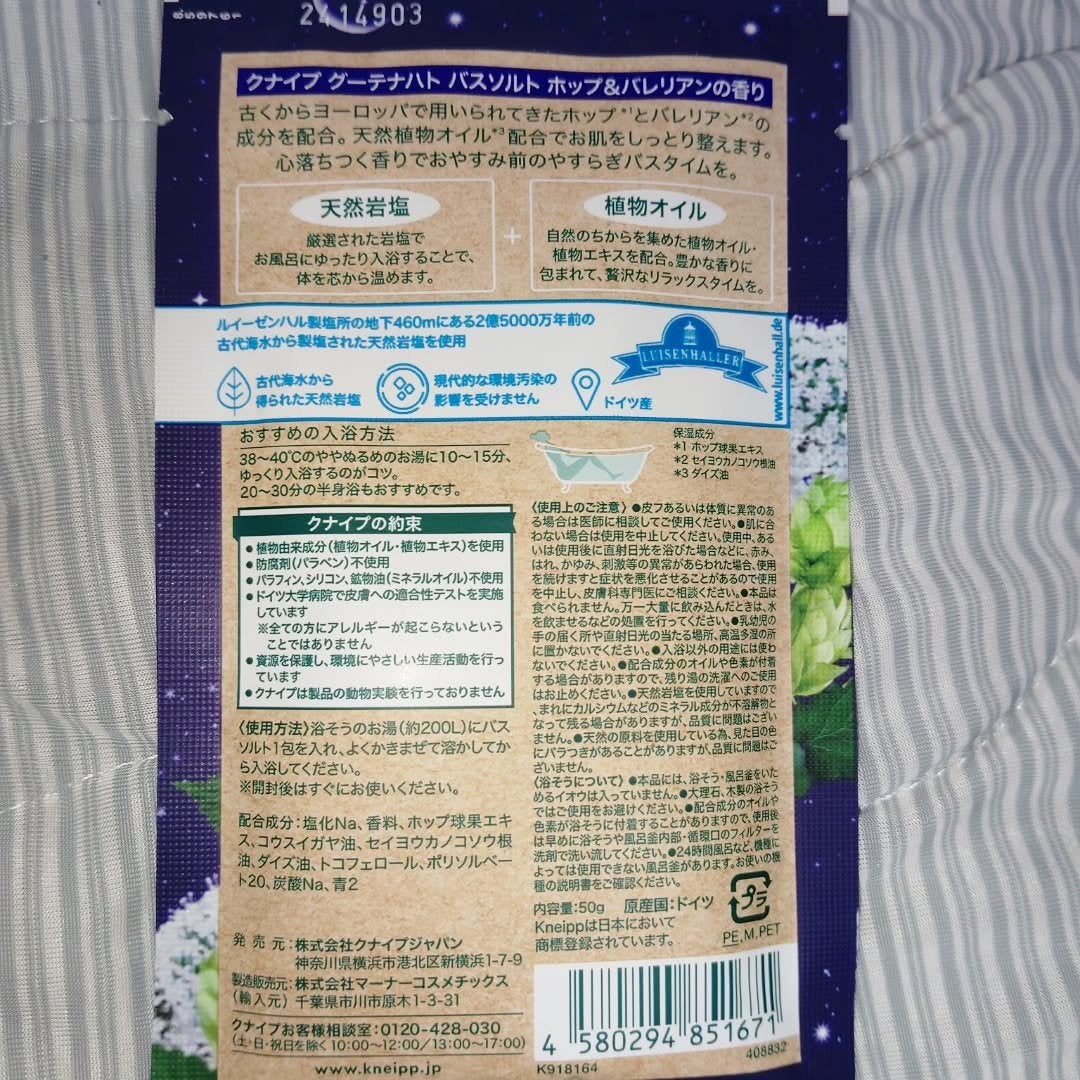 2414903
クナイプ グーテナハト バスソルト ホップ&バレリアンの香り
古くからヨーロッパで用いられてきたホップ*1とバレリアン*2の
成分を配合。天然植物オイル*3配合でお肌をしっとり整えます。
心落ちつく香りでおやすみ前のやすらぎバスタイムを。
天然岩塩
厳選された岩塩で
お風呂にゆったり入浴することで、
体を芯から温めます。
+
植物オイル
自然のちからを集めた植物オイル・
植物エキスを配合。豊かな香りに
包まれて、贅沢なリラックスタイムを。
ルイーゼンハル製塩所の地下460mにある2億5000万年前の
古代海水から製塩された天然岩塩を使用
古代海水から
得られた天然岩塩
現代的な環境汚染の
影響を受けません
ドイツ産
LUISENHALLER
www.luisenhall.de
おすすめの入浴方法
38〜40℃のややぬるめのお湯に10〜15分、
ゆっくり入浴するのがコツ。
20〜30分の半身浴もおすすめです。
保湿成分
*1 ホップ球果エキス
*2 セイヨウカノコソウ根油
*3 ダイズ油
クナイプの約束
●植物由来成分(植物オイル・植物エキス)を使用
●防腐剤(パラベン)不使用
●パラフィン、シリコン、鉱物油(ミネラルオイル)不使用
●ドイツ大学病院で皮膚への適合性テストを実施
しています
※全ての方にアレルギーが起こらないという
ことではありません
●資源を保護し、環境にやさしい生産活動を行っ
ています
●クナイプは製品の動物実験を行っておりません
〈使用方法〉浴そうのお湯(約200L)にバス
ソルト1包を入れ、よくかきまぜて溶かしてか
ら入浴してください。
※開封後はすぐにお使いください。
配合成分:塩化Na、香料、ホップ球果エキ
ス、コウスイガヤ油、セイヨウカノコソウ根
油、ダイズ油、トコフェロール、ポリソルベー
ト20、炭酸Na、青2
発売元:株式会社クナイプジャパン
神奈川県横浜市港北区新横浜1-7-9
製造販売元:株式会社マーナーコスメチックス
(輸入元) 千葉県市川市原木1-3-31
クナイプお客様相談室:0120-428-030
(土・日・祝日を除く 10:00〜12:00/13:00〜17:00)
www.kneipp.jp
〈使用上のご注意〉●皮フあるいは体質に異常のあ
る場合は医師に相談してご使用ください。●肌に合
わない場合は使用を中止してください。使用中、ある
いは使用後に直射日光を浴びた場合などに、赤み、
はれ、かゆみ、刺激等の異常があらわれた場合、使用
を続けますと症状を悪化させることがあるので使用
を中止し、皮膚科専門医にご相談ください。●本品は
食べられません。万一大量に飲み込んだときは、水
を飲ませるなどの処置を行ってください。●乳幼児の
手の届く所や直射日光の当たる場所、高温多湿の所
に置かないでください。●入浴以外の用途には使わ
ないでください。●配合成分のオイルや色素が付着
する場合がありますので、残り湯の洗濯へのご使用
はお止めください。●天然岩塩を使用していますので
、まれにカルシウムなどのミネラル成分が不溶解物と
なって残る場合がありますが、品質に問題はござい
ません。●天然の原料を使用している為、見た目の色
にバラつきがあることがありますが、品質に問題はご
ざいません。
〈浴そうについて〉●本品には、浴そう・風呂釜をいた
めるイオウは入っていません。●大理石、木製の浴そう
ではご使用をお避けください。●配合成分のオイルや
色素が浴そうに付着することがありますので、使用後
は早めに浴そうや風呂釜内部・循環口のフィルターを
洗剤で洗い流してください。●24時間風呂など、機種に
よっては使用できない風呂釜があります。お使いの機
種の説明書をご確認ください。
内容量:50g 原産国:ドイツ
Kneippは日本において
商標登録されています。
プラ
PE,M,PET
4 580294 851671
K918164
408832